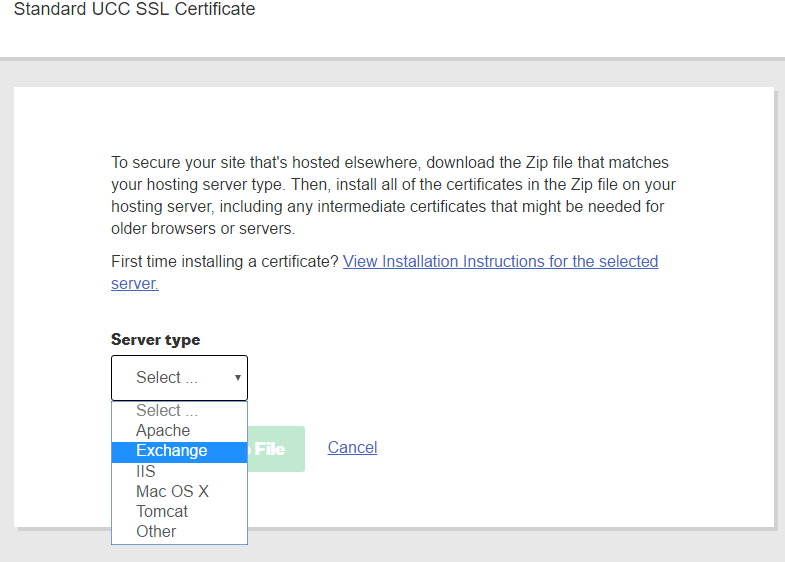 Standard UCC SSL Certificate
To secure your site that's hosted elsewhere, download the Zip file that matches
your hosting server type. Then, install all of the certificates in the Zip file on your
hosting server, including any intermediate certificates that might be needed for
older browsers or servers.
First time installing a certificate? View Installation Instructions for the selected
server.
Server type
Select ...
Select ...
Apache
Exchange
IIS
Mac OS X
Tomcat
Other
File
Cancel